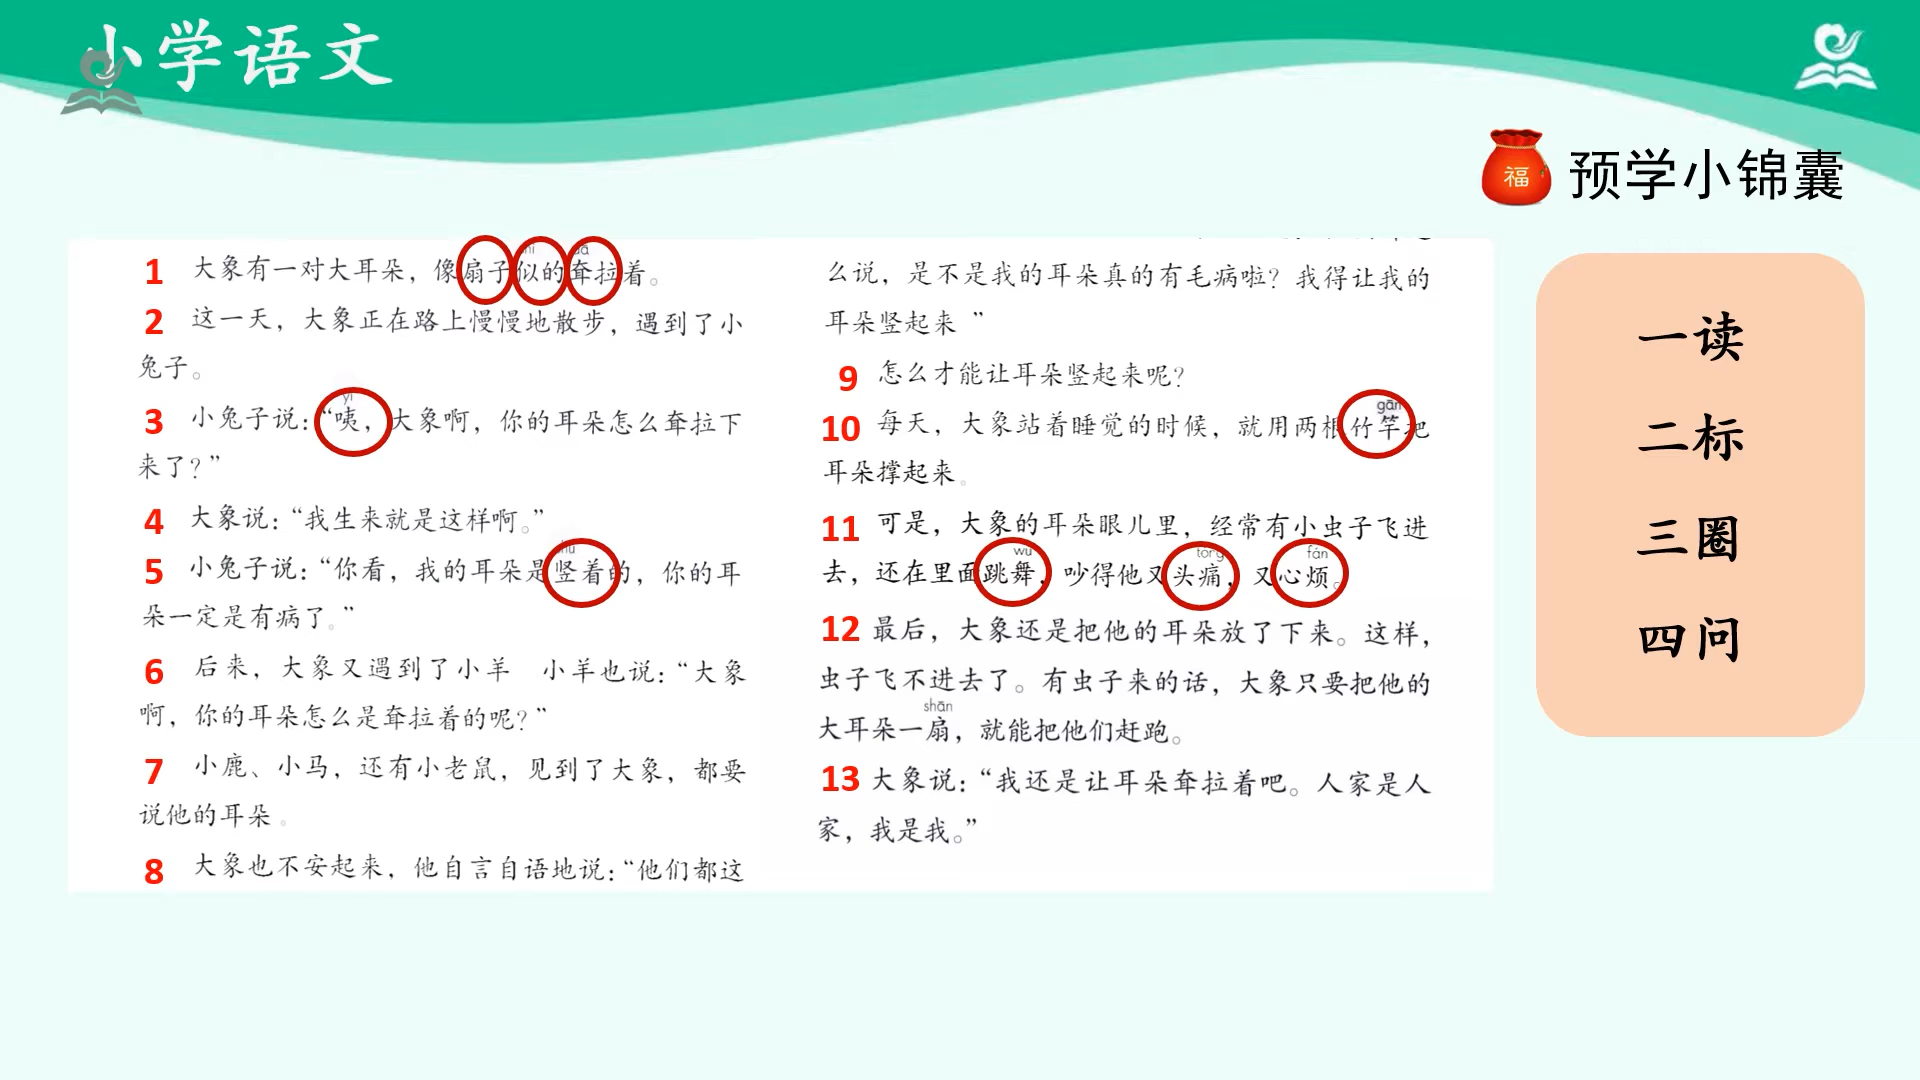 小学语文
福 预学小锦囊
1 大象有一对大耳朵，像扇子似的耷拉着。
2 这一天，大象正在路上慢慢地散步，遇到了小
兔子。
yí
3 小兔子说：“咦，大象啊，你的耳朵怎么耷拉下
来了？”
4 大象说：“我生来就是这样啊。”
5 小兔子说：“你看，我的耳朵是竖着的，你的耳
朵一定是有病了。”
6 后来，大象又遇到了小羊 小羊也说：“大象
啊，你的耳朵怎么是耷拉着的呢？”
7 小鹿、小马，还有小老鼠，见到了大象，都要
说他的耳朵。
8 大象也不安起来，他自言自语地说：“他们都这
么说，是不是我的耳朵真的有毛病啦？我得让我的
耳朵竖起来 ”
9 怎么才能让耳朵竖起来呢？
gān
10 每天，大象站着睡觉的时候，就用两根竹竿把
耳朵撑起来。
11 可是，大象的耳朵眼儿里，经常有小虫子飞进
wǔ tòng fán
去，还在里面跳舞，吵得他又头痛，又心烦。
12 最后，大象还是把他的耳朵放了下来。这样，
虫子飞不进去了。有虫子来的话，大象只要把他的
shān
大耳朵一扇，就能把他们赶跑。
13 大象说：“我还是让耳朵耷拉着吧。人家是人
家，我是我。”
一读
二标
三圈
四问